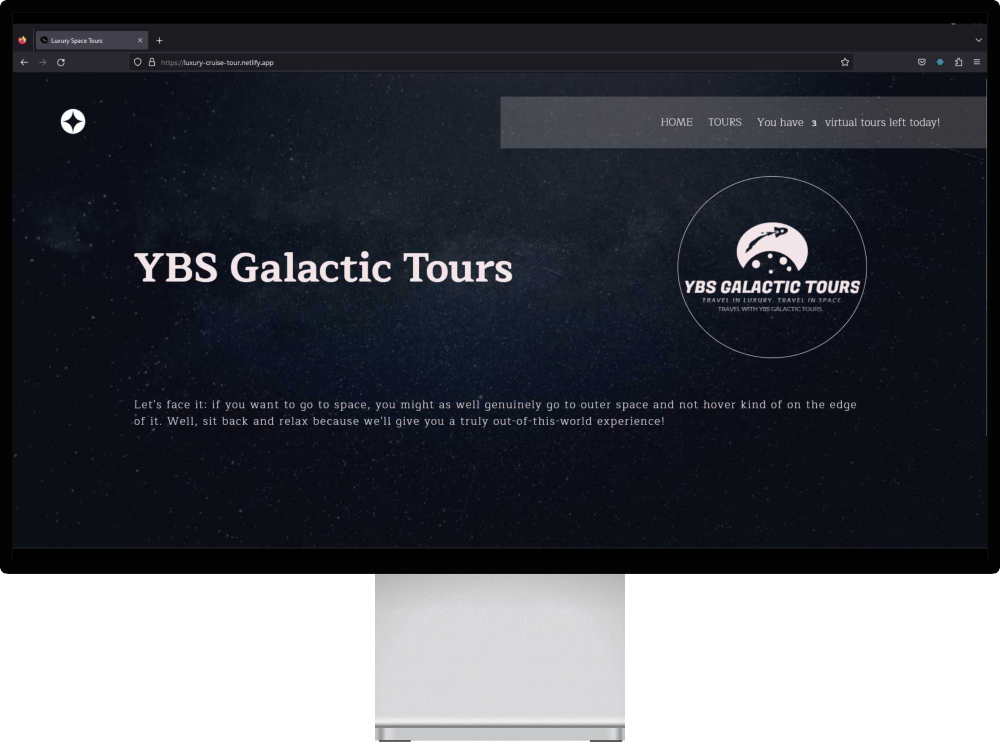 Luxury Space Tours
https://luxury-cruise-tour.netlify.app
HOME TOURS You have 3 virtual tours left today!
YBS Galactic Tours
YBS GALACTIC TOURS
TRAVEL IN LUXURY. TRAVEL IN SPACE.
TRAVEL WITH YBS GALACTIC TOURS.
Let's face it: if you want to go to space, you might as well genuinely go to outer space and not hover kind of on the edge
of it. Well, sit back and relax because we'll give you a truly out-of-this-world experience!